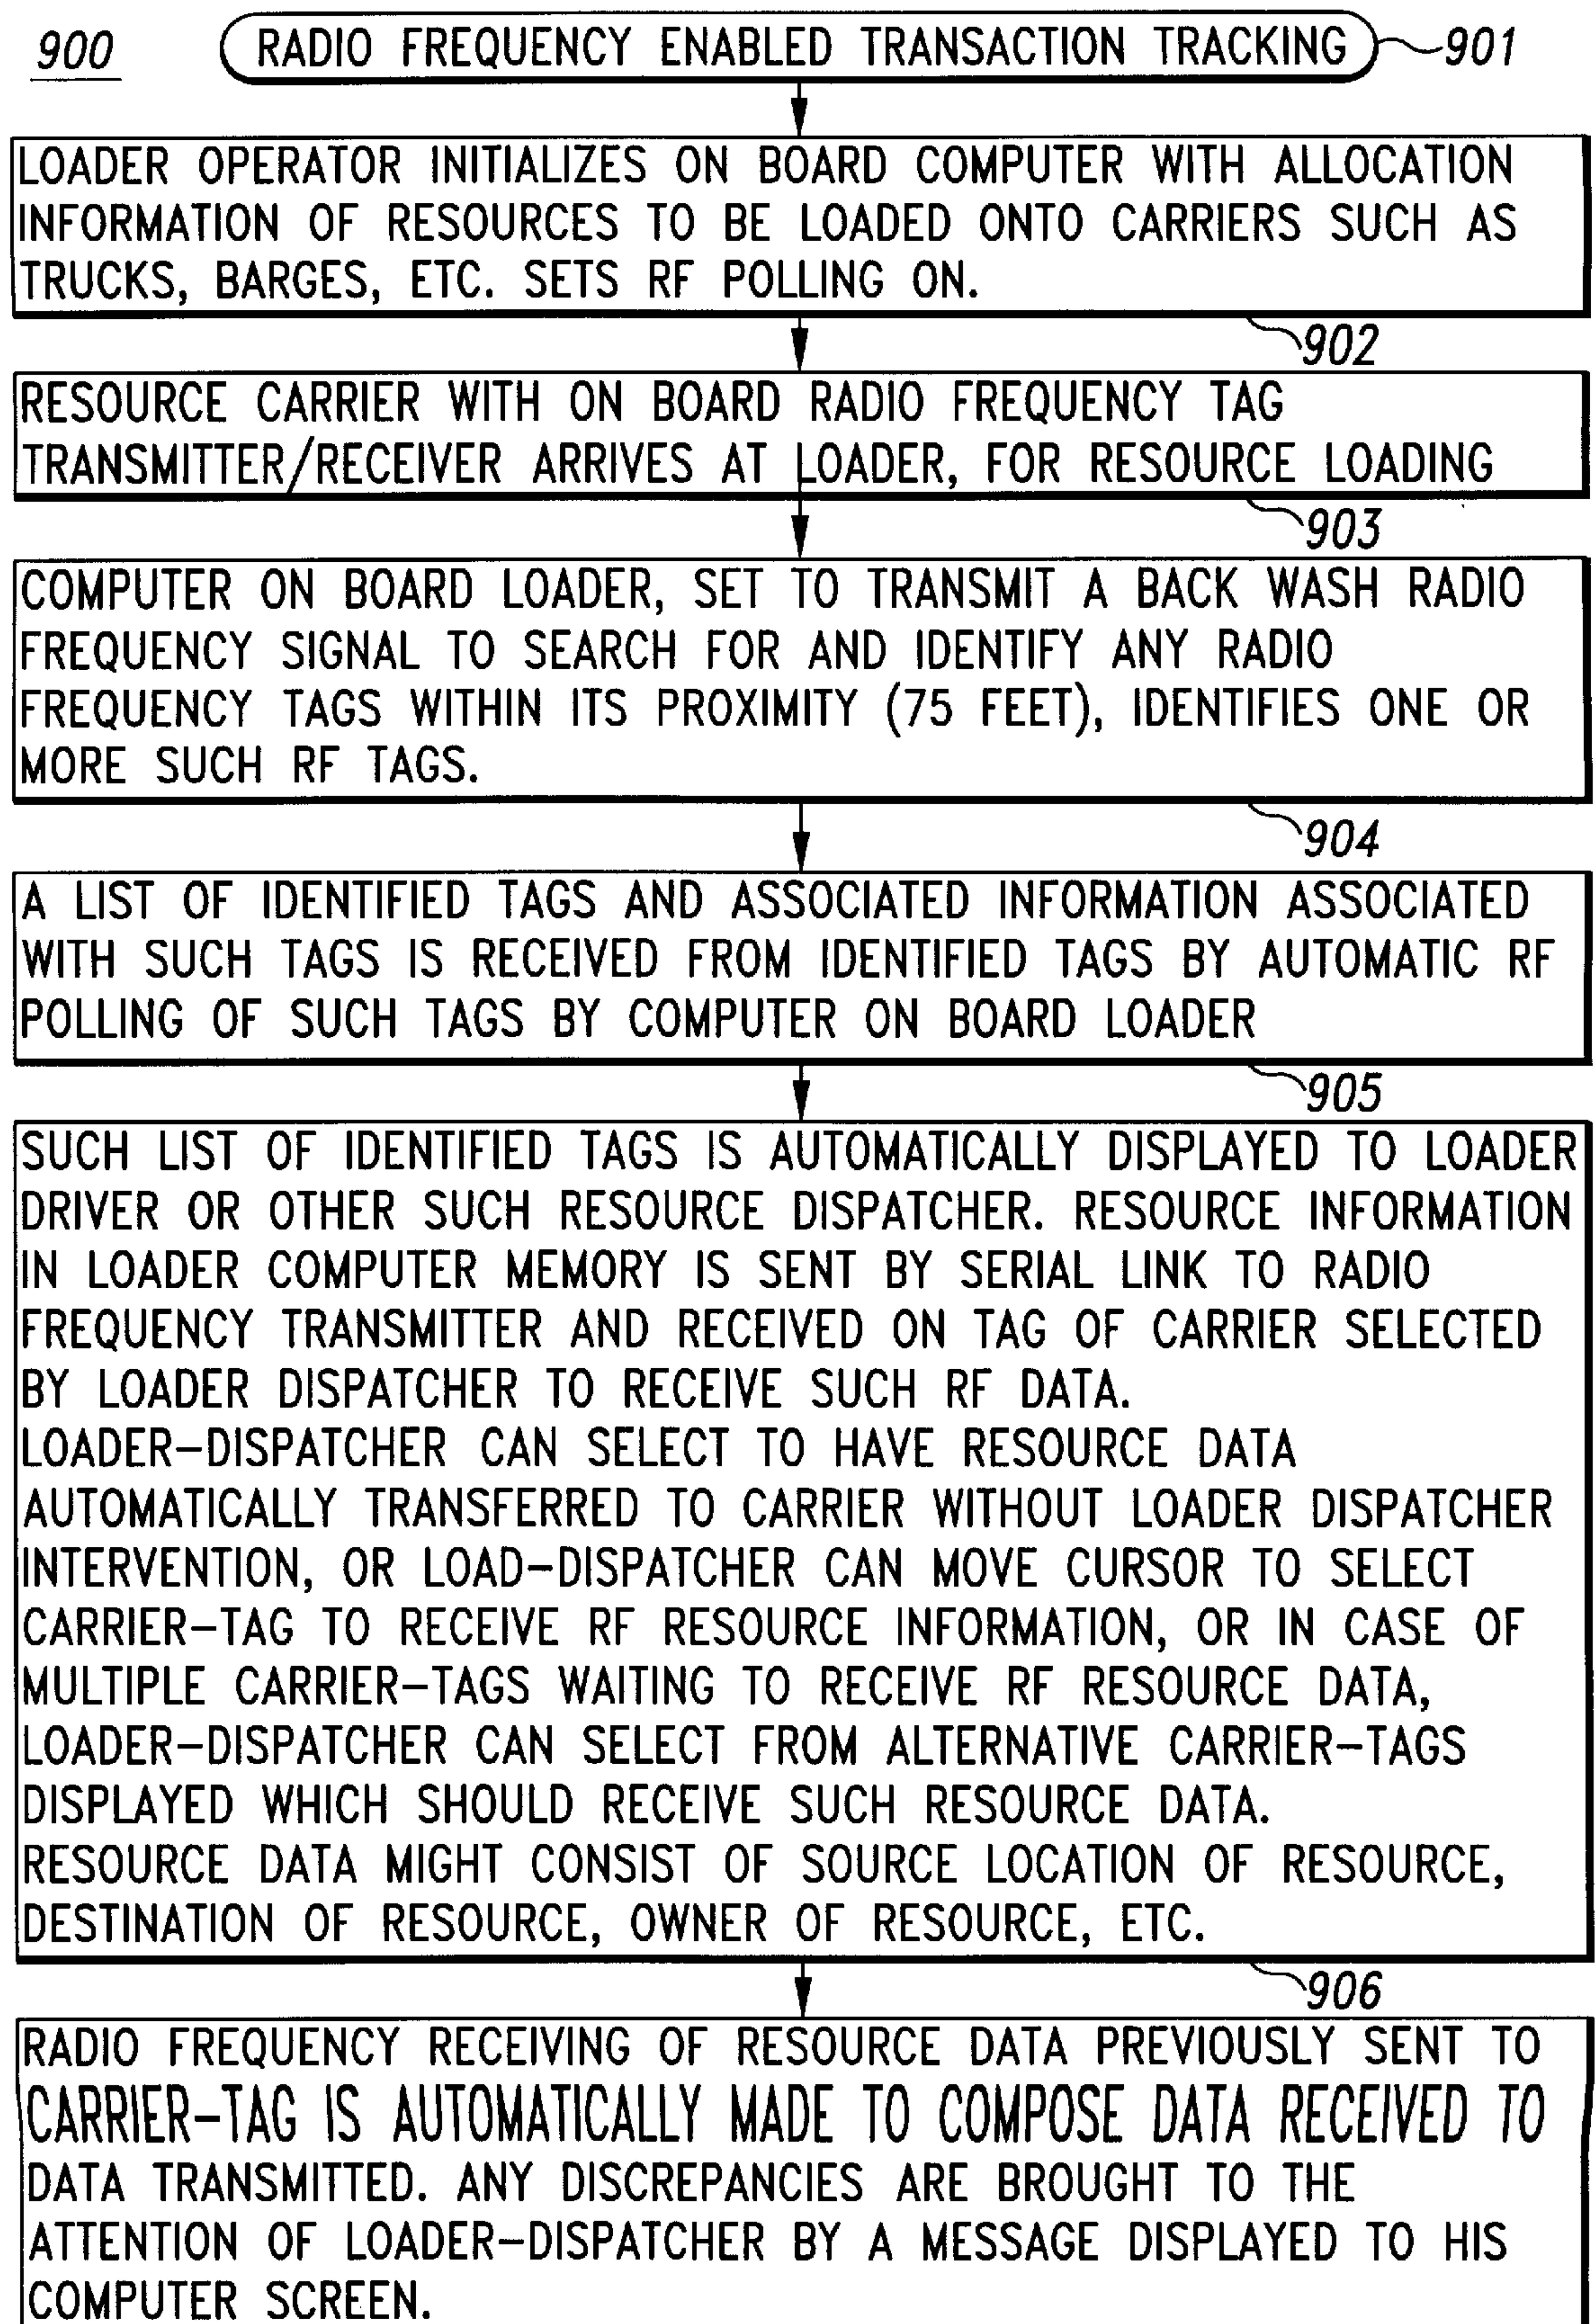 900
RADIO FREQUENCY ENABLED TRANSACTION TRACKING
901
LOADER OPERATOR INITIALIZES ON BOARD COMPUTER WITH ALLOCATION
INFORMATION OF RESOURCES TO BE LOADED ONTO CARRIERS SUCH AS
TRUCKS, BARGES, ETC. SETS RF POLLING ON.
902
RESOURCE CARRIER WITH ON BOARD RADIO FREQUENCY TAG
TRANSMITTER/RECEIVER ARRIVES AT LOADER, FOR RESOURCE LOADING
903
COMPUTER ON BOARD LOADER, SET TO TRANSMIT A BACK WASH RADIO
FREQUENCY SIGNAL TO SEARCH FOR AND IDENTIFY ANY RADIO
FREQUENCY TAGS WITHIN ITS PROXIMITY (75 FEET), IDENTIFIES ONE OR
MORE SUCH RF TAGS.
904
A LIST OF IDENTIFIED TAGS AND ASSOCIATED INFORMATION ASSOCIATED
WITH SUCH TAGS IS RECEIVED FROM IDENTIFIED TAGS BY AUTOMATIC RF
POLLING OF SUCH TAGS BY COMPUTER ON BOARD LOADER
905
SUCH LIST OF IDENTIFIED TAGS IS AUTOMATICALLY DISPLAYED TO LOADER
DRIVER OR OTHER SUCH RESOURCE DISPATCHER. RESOURCE INFORMATION
IN LOADER COMPUTER MEMORY IS SENT BY SERIAL LINK TO RADIO
FREQUENCY TRANSMITTER AND RECEIVED ON TAG OF CARRIER SELECTED
BY LOADER DISPATCHER TO RECEIVE SUCH RF DATA.
LOADER-DISPATCHER CAN SELECT TO HAVE RESOURCE DATA
AUTOMATICALLY TRANSFERRED TO CARRIER WITHOUT LOADER DISPATCHER
INTERVENTION, OR LOAD-DISPATCHER CAN MOVE CURSOR TO SELECT
CARRIER-TAG TO RECEIVE RF RESOURCE INFORMATION, OR IN CASE OF
MULTIPLE CARRIER-TAGS WAITING TO RECEIVE RF RESOURCE DATA,
LOADER-DISPATCHER CAN SELECT FROM ALTERNATIVE CARRIER-TAGS
DISPLAYED WHICH SHOULD RECEIVE SUCH RESOURCE DATA.
RESOURCE DATA MIGHT CONSIST OF SOURCE LOCATION OF RESOURCE,
DESTINATION OF RESOURCE, OWNER OF RESOURCE, ETC.
906
RADIO FREQUENCY RECEIVING OF RESOURCE DATA PREVIOUSLY SENT TO
CARRIER-TAG IS AUTOMATICALLY MADE TO COMPOSE DATA RECEIVED TO
DATA TRANSMITTED. ANY DISCREPANCIES ARE BROUGHT TO THE
ATTENTION OF LOADER-DISPATCHER BY A MESSAGE DISPLAYED TO HIS
COMPUTER SCREEN.